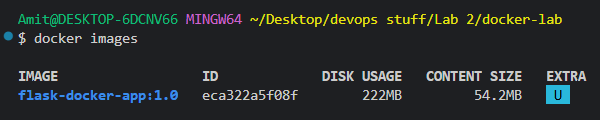 Amit@DESKTOP-6DCNV66 MINGW64 ~/Desktop/devops stuff/Lab 2/docker-lab
$ docker images
IMAGE ID DISK USAGE CONTENT SIZE EXTRA
flask-docker-app:1.0 eca322a5f08f 222MB 54.2MB U